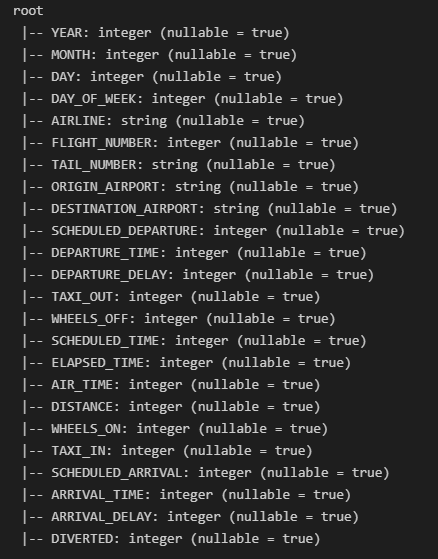 root
 |-- YEAR: integer (nullable = true)
 |-- MONTH: integer (nullable = true)
 |-- DAY: integer (nullable = true)
 |-- DAY_OF_WEEK: integer (nullable = true)
 |-- AIRLINE: string (nullable = true)
 |-- FLIGHT_NUMBER: integer (nullable = true)
 |-- TAIL_NUMBER: string (nullable = true)
 |-- ORIGIN_AIRPORT: string (nullable = true)
 |-- DESTINATION_AIRPORT: string (nullable = true)
 |-- SCHEDULED_DEPARTURE: integer (nullable = true)
 |-- DEPARTURE_TIME: integer (nullable = true)
 |-- DEPARTURE_DELAY: integer (nullable = true)
 |-- TAXI_OUT: integer (nullable = true)
 |-- WHEELS_OFF: integer (nullable = true)
 |-- SCHEDULED_TIME: integer (nullable = true)
 |-- ELAPSED_TIME: integer (nullable = true)
 |-- AIR_TIME: integer (nullable = true)
 |-- DISTANCE: integer (nullable = true)
 |-- WHEELS_ON: integer (nullable = true)
 |-- TAXI_IN: integer (nullable = true)
 |-- SCHEDULED_ARRIVAL: integer (nullable = true)
 |-- ARRIVAL_TIME: integer (nullable = true)
 |-- ARRIVAL_DELAY: integer (nullable = true)
 |-- DIVERTED: integer (nullable = true)